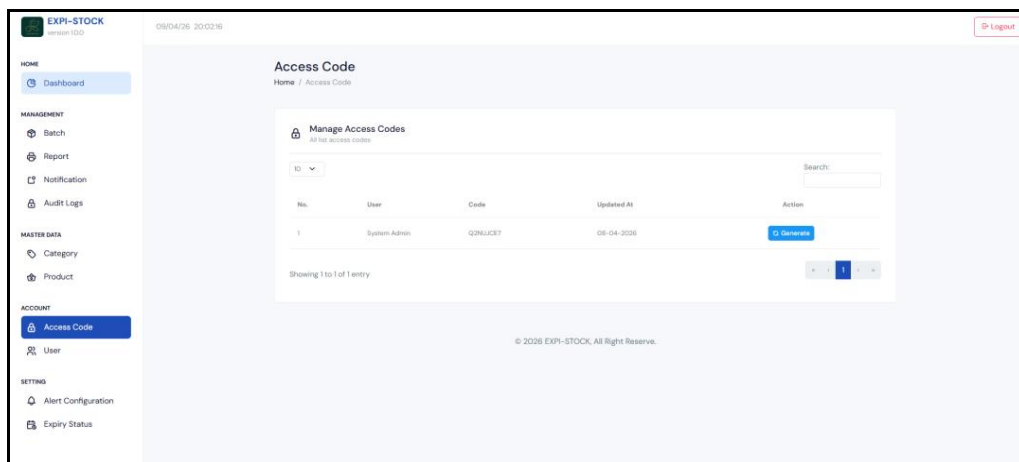 EXPI-STOCK
version 1.0.0
09/04/26 20:02:16
Logout
HOME
Dashboard
MANAGEMENT
Batch
Report
Notification
Audit Logs
MASTER DATA
Category
Product
ACCOUNT
Access Code
User
SETTING
Alert Configuration
Expiry Status
Access Code
Home / Access Code
Manage Access Codes
All list access codes
10
Search:
No. User Code Updated At Action
1 System Admin 08-04-2026 Generate
Showing 1 to 1 of 1 entry
« ‹ 1 › »
© 2026 EXPI-STOCK, All Right Reserve.